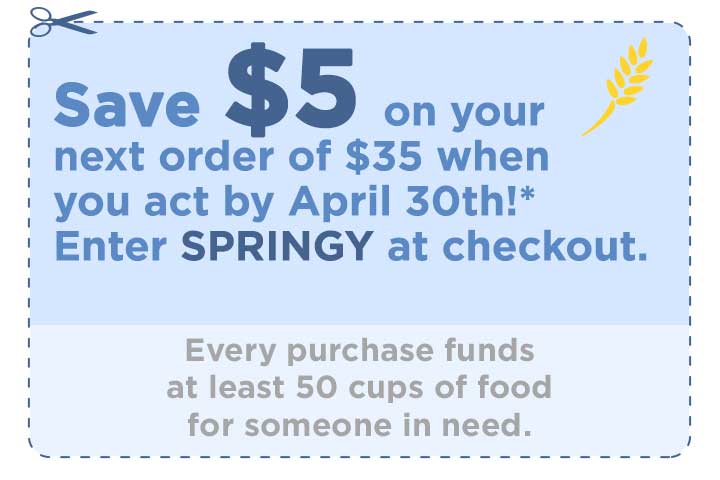 Save $5 on your
next order of $35 when
you act by April 30th!*
Enter SPRINGY at checkout.
Every purchase funds
at least 50 cups of food
for someone in need.